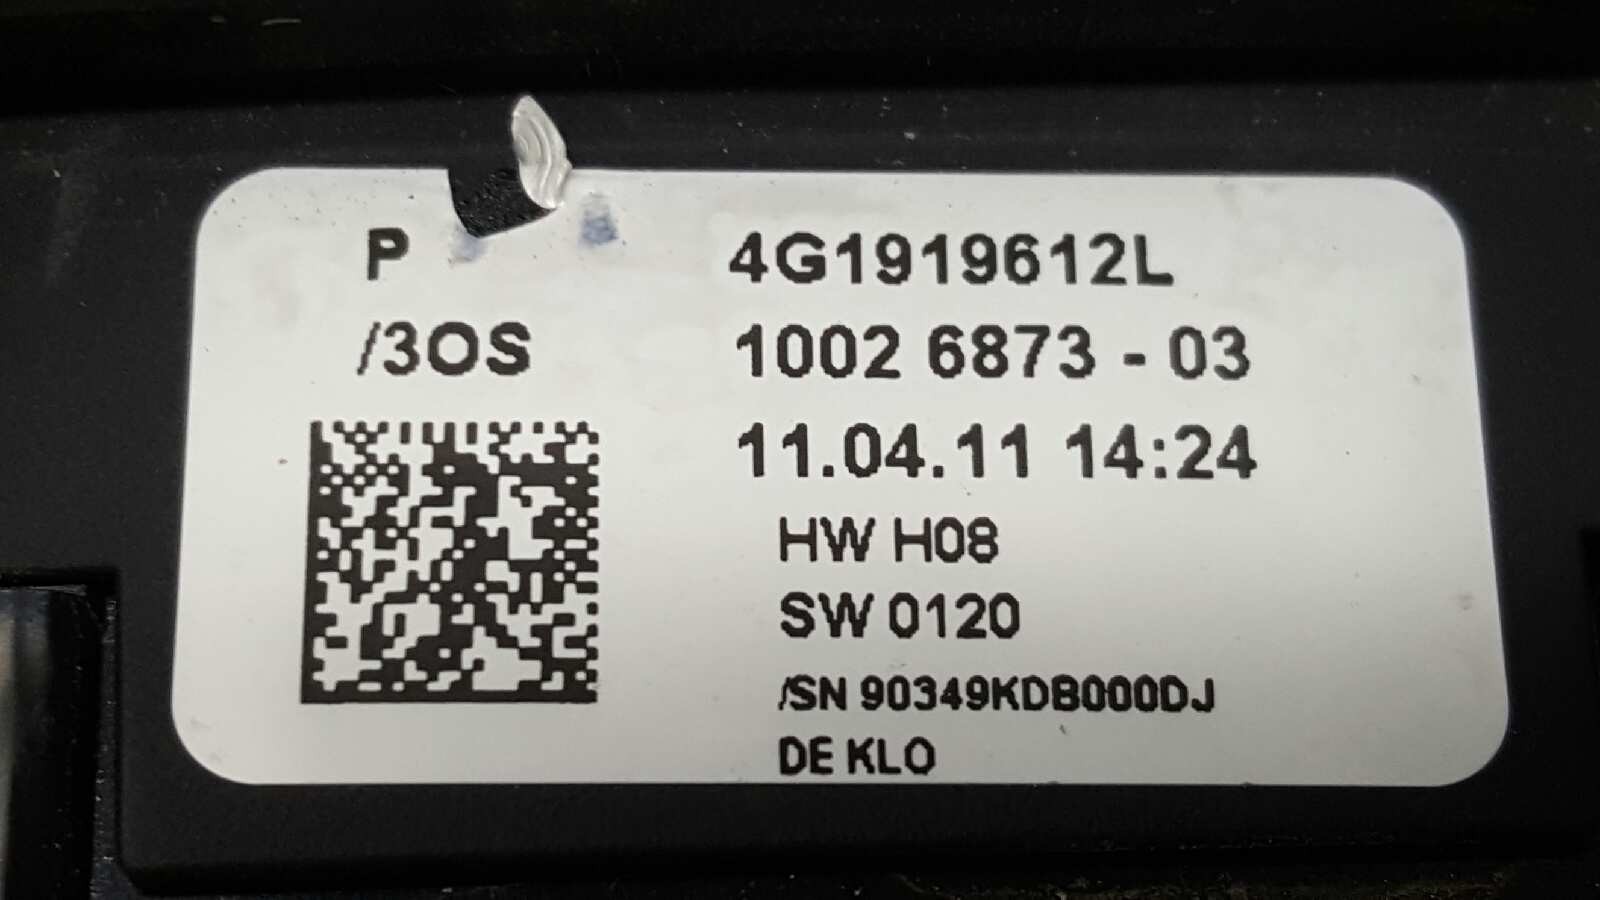 P 4G1919612L
/3OS 1002 6873 - 03
11.04.11 14:24
HW H08
SW 0120
/SN 90349KDB000DJ
DE KLO